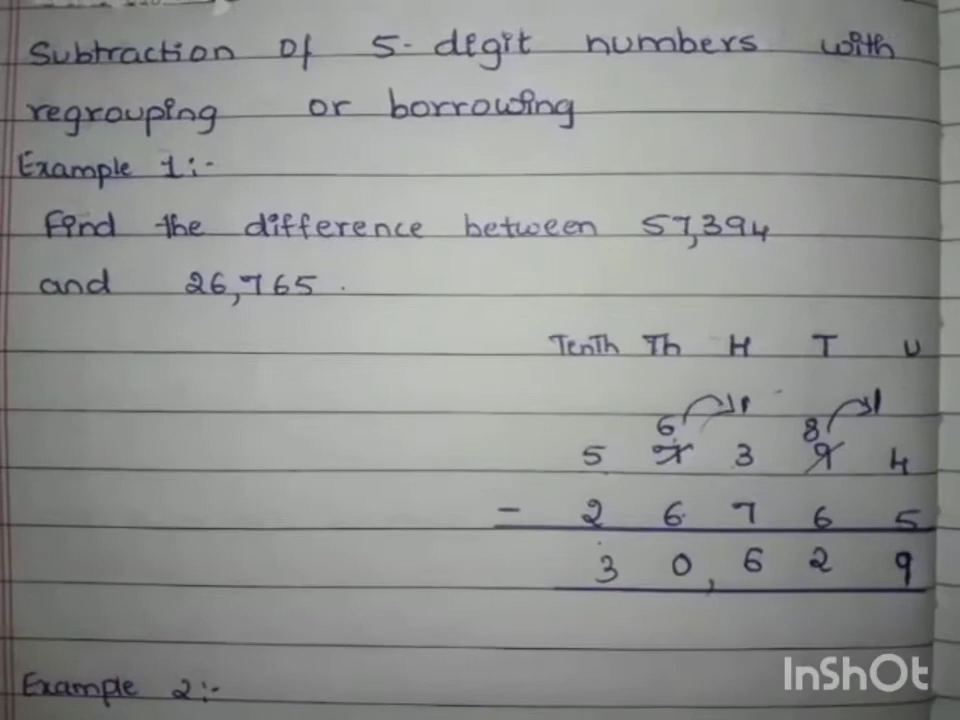 Subtraction Of 5-digit numbers with
regrouping or borrowing
Example 1:-
Find the difference between 57,394
and 26,765.
TenTh Th H T U
6 1 8 1
5 7 3 9 4
- 2 6 7 6 5
3 0, 6 2 9
Example 2:-
InShOt